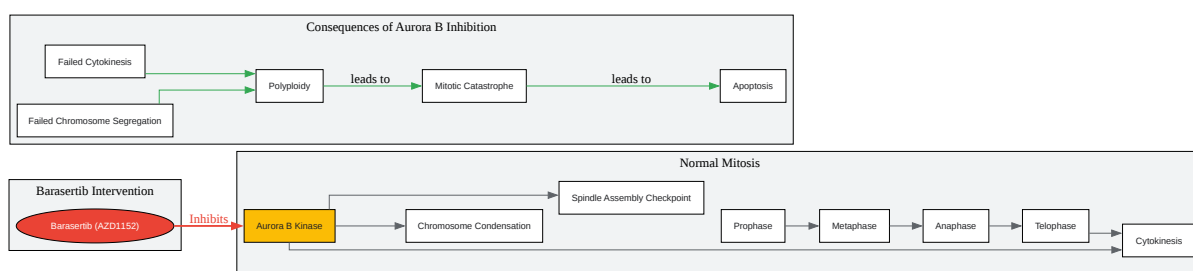 Consequences of Aurora B Inhibition
Failed Cytokinesis
Failed Chromosome Segregation
Polyploidy
leads to
Mitotic Catastrophe
leads to
Apoptosis
Barasertib Intervention
Barasertib (AZD1152)
Inhibits
Normal Mitosis
Aurora B Kinase
Spindle Assembly Checkpoint
Chromosome Condensation
Prophase
Metaphase
Anaphase
Telophase
Cytokinesis